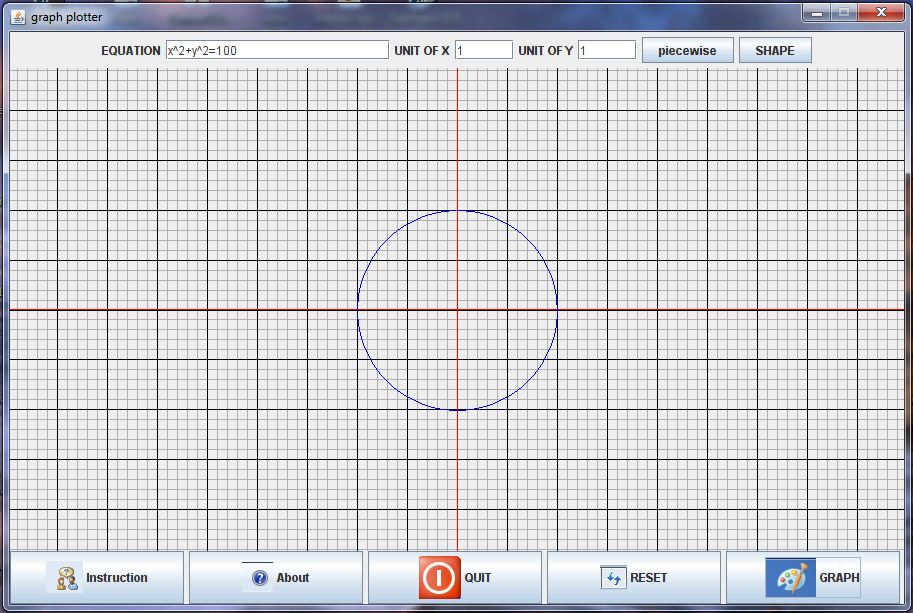 graph plotter
EQUATION x^2+y^2=100 UNIT OF X 1 UNIT OF Y 1 piecewise SHAPE
Instruction About QUIT RESET GRAPH